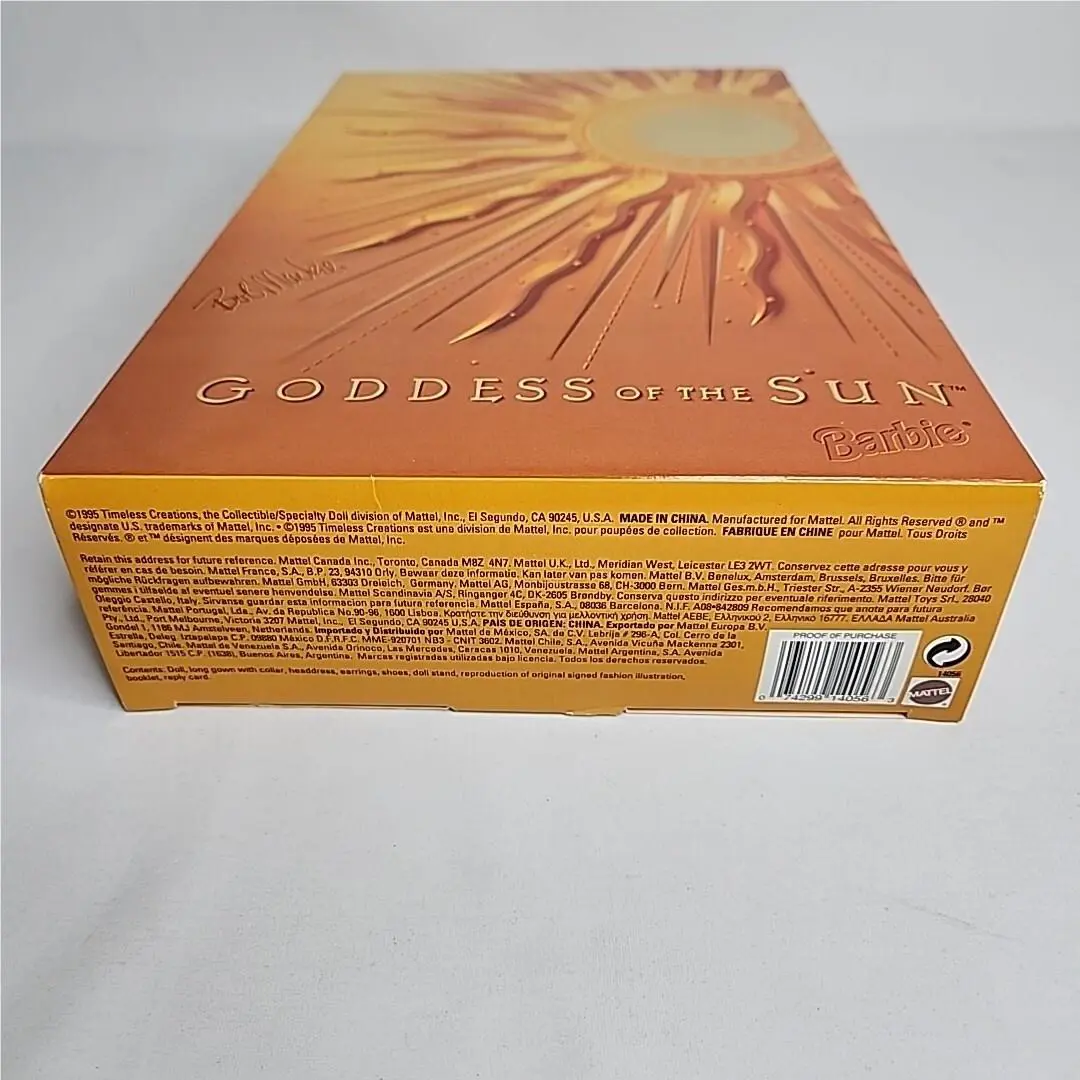 Bob Mackie
GODDESS OF THE SUN™
Barbie®
©1995 Timeless Creations, the Collectible/Specialty Doll division of Mattel, Inc., El Segundo, CA 90245, U.S.A. MADE IN CHINA. Manufactured for Mattel. All Rights Reserved ® and ™
designate U.S. trademarks of Mattel, Inc. • ©1995 Timeless Creations est une division de Mattel, Inc. pour poupées de collection. FABRIQUE EN CHINE pour Mattel. Tous Droits
Réservés. ® et ™ désignent des marques déposées de Mattel, Inc.
Retain this address for future reference. Mattel Canada Inc., Toronto, Canada M8Z 4N7. Mattel U.K., Ltd., Meridian West, Leicester LE3 2WT. Conservez cette adresse pour vous y
référer en cas de besoin. Mattel France, S.A., B.P. 23, 94310 Orly. Bewaar deze informatie. Kan later van pas komen. Mattel B.V. Benelux, Amsterdam, Brussels, Bruxelles. Bitte für
mögliche Rückfragen aufbewahren. Mattel GmbH, 63303 Dreieich, Germany, Mattel AG, Monbijoustrasse 68, CH-3000 Bern. Mattel Ges.m.b.H., Triester Str., A-2355 Wiener Neudorf. Bør
gemmes i tilfælde af eventuel senere henvendelse. Mattel Scandinavia A/S, Ringanger 4C, DK-2605 Brøndby. Conserva questo indirizzo per eventuale riferimento. Mattel Toys Srl., 28040
Oleggio Castello, Italy. Sirvanse guardar esta informacion para futura referencia. Mattel España, S.A., 08036 Barcelona. N.I.F. A08-842809 Recomendamos que anote para futura
referência. Mattel Portugal, Lda., Av. da Republica No. 90-96, 1600 Lisboa. Κρατήστε την διεύθυνση για μελλοντική χρήση. Mattel AEBE, Ελληνικού 2, Ελληνικο 16777, ΕΛΛΑΔΑ Mattel Australia
Pty., Ltd., Port Melbourne, Victoria 3207 Mattel, Inc., El Segundo, CA 90245 U.S.A. PAIS DE ORIGEN: CHINA. Exportado por Mattel Europa B.V.
Gondel 1, 1186 MJ Amstelveen, Netherlands. Importado y Distribuido por Mattel de México, SA. de C.V. Lebrija # 296-A, Col. Cerro de la
Estrella, Deleg. Iztapalapa C.P. 09880 México D.F.R.F.C. MME-920701 NB3 - CNIT 3602. Mattel Chile, S.A., Avenida Vicuña Mackenna 2301,
Santiago, Chile. Mattel de Venezuela S.A., Avenida Orinoco, Las Mercedes, Caracas 1010, Venezuela. Mattel Argentina, S.A. Avenida
Libertador 1515 C.P. (1638), Buenos Aires, Argentina. Marcas registradas utilizadas bajo licencia. Todos los derechos reservados.
Contents: Doll, long gown with collar, headdress, earrings, shoes, doll stand, reproduction of original signed fashion illustration,
booklet, reply card.
PROOF OF PURCHASE
0 74299 14056 3
14056
MATTEL